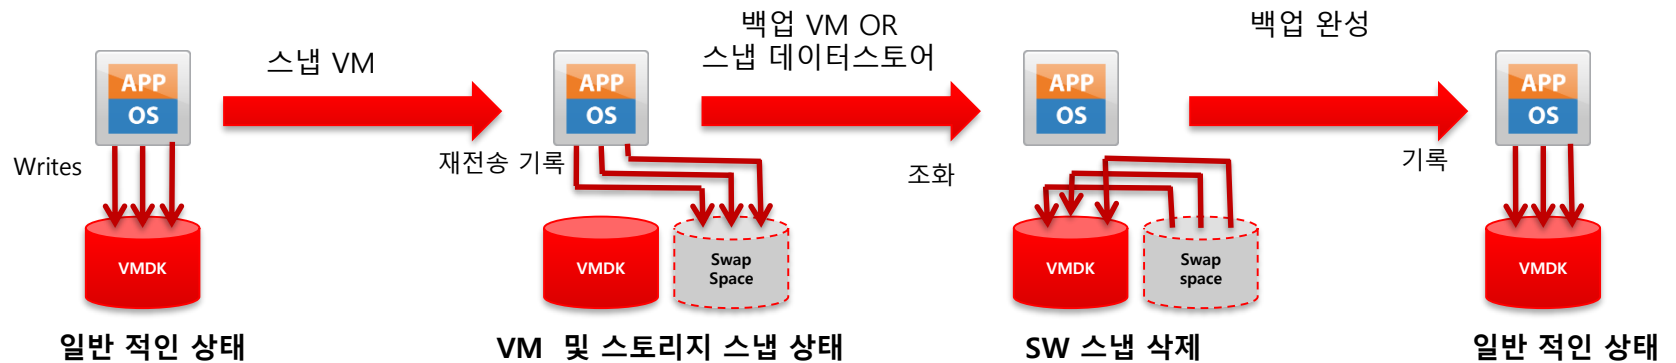 스냅 VM
백업 VM OR
스냅 데이터스토어
백업 완성
APP
OS
APP
OS
APP
OS
APP
OS
Writes
재전송 기록
조화
기록
VMDK
VMDK
Swap
Space
VMDK
Swap
space
VMDK
일반 적인 상태
VM 및 스토리지 스냅 상태
SW 스냅 삭제
일반 적인 상태